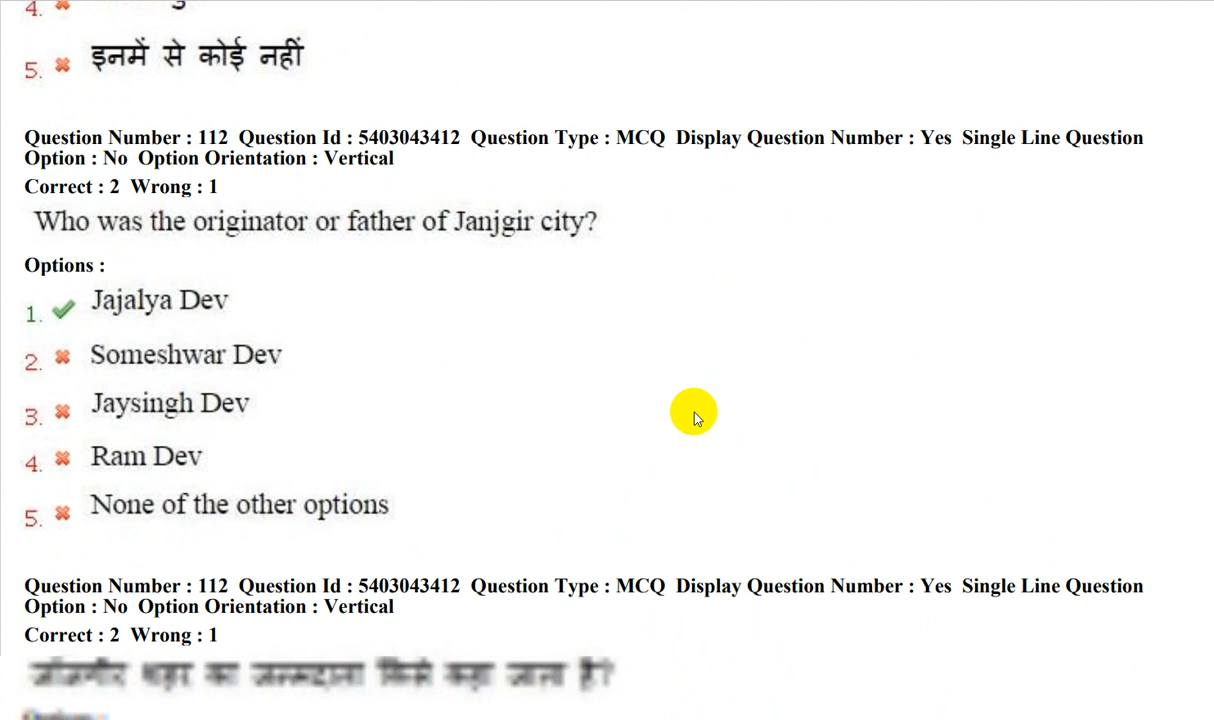 4.
5. इनमें से कोई नहीं
Question Number : 112 Question Id : 5403043412 Question Type : MCQ Display Question Number : Yes Single Line Question
Option : No Option Orientation : Vertical
Correct : 2 Wrong : 1
Who was the originator or father of Janjgir city?
Options :
1. Jajalya Dev
2. Someshwar Dev
3. Jaysingh Dev
4. Ram Dev
5. None of the other options
Question Number : 112 Question Id : 5403043412 Question Type : MCQ Display Question Number : Yes Single Line Question
Option : No Option Orientation : Vertical
Correct : 2 Wrong : 1